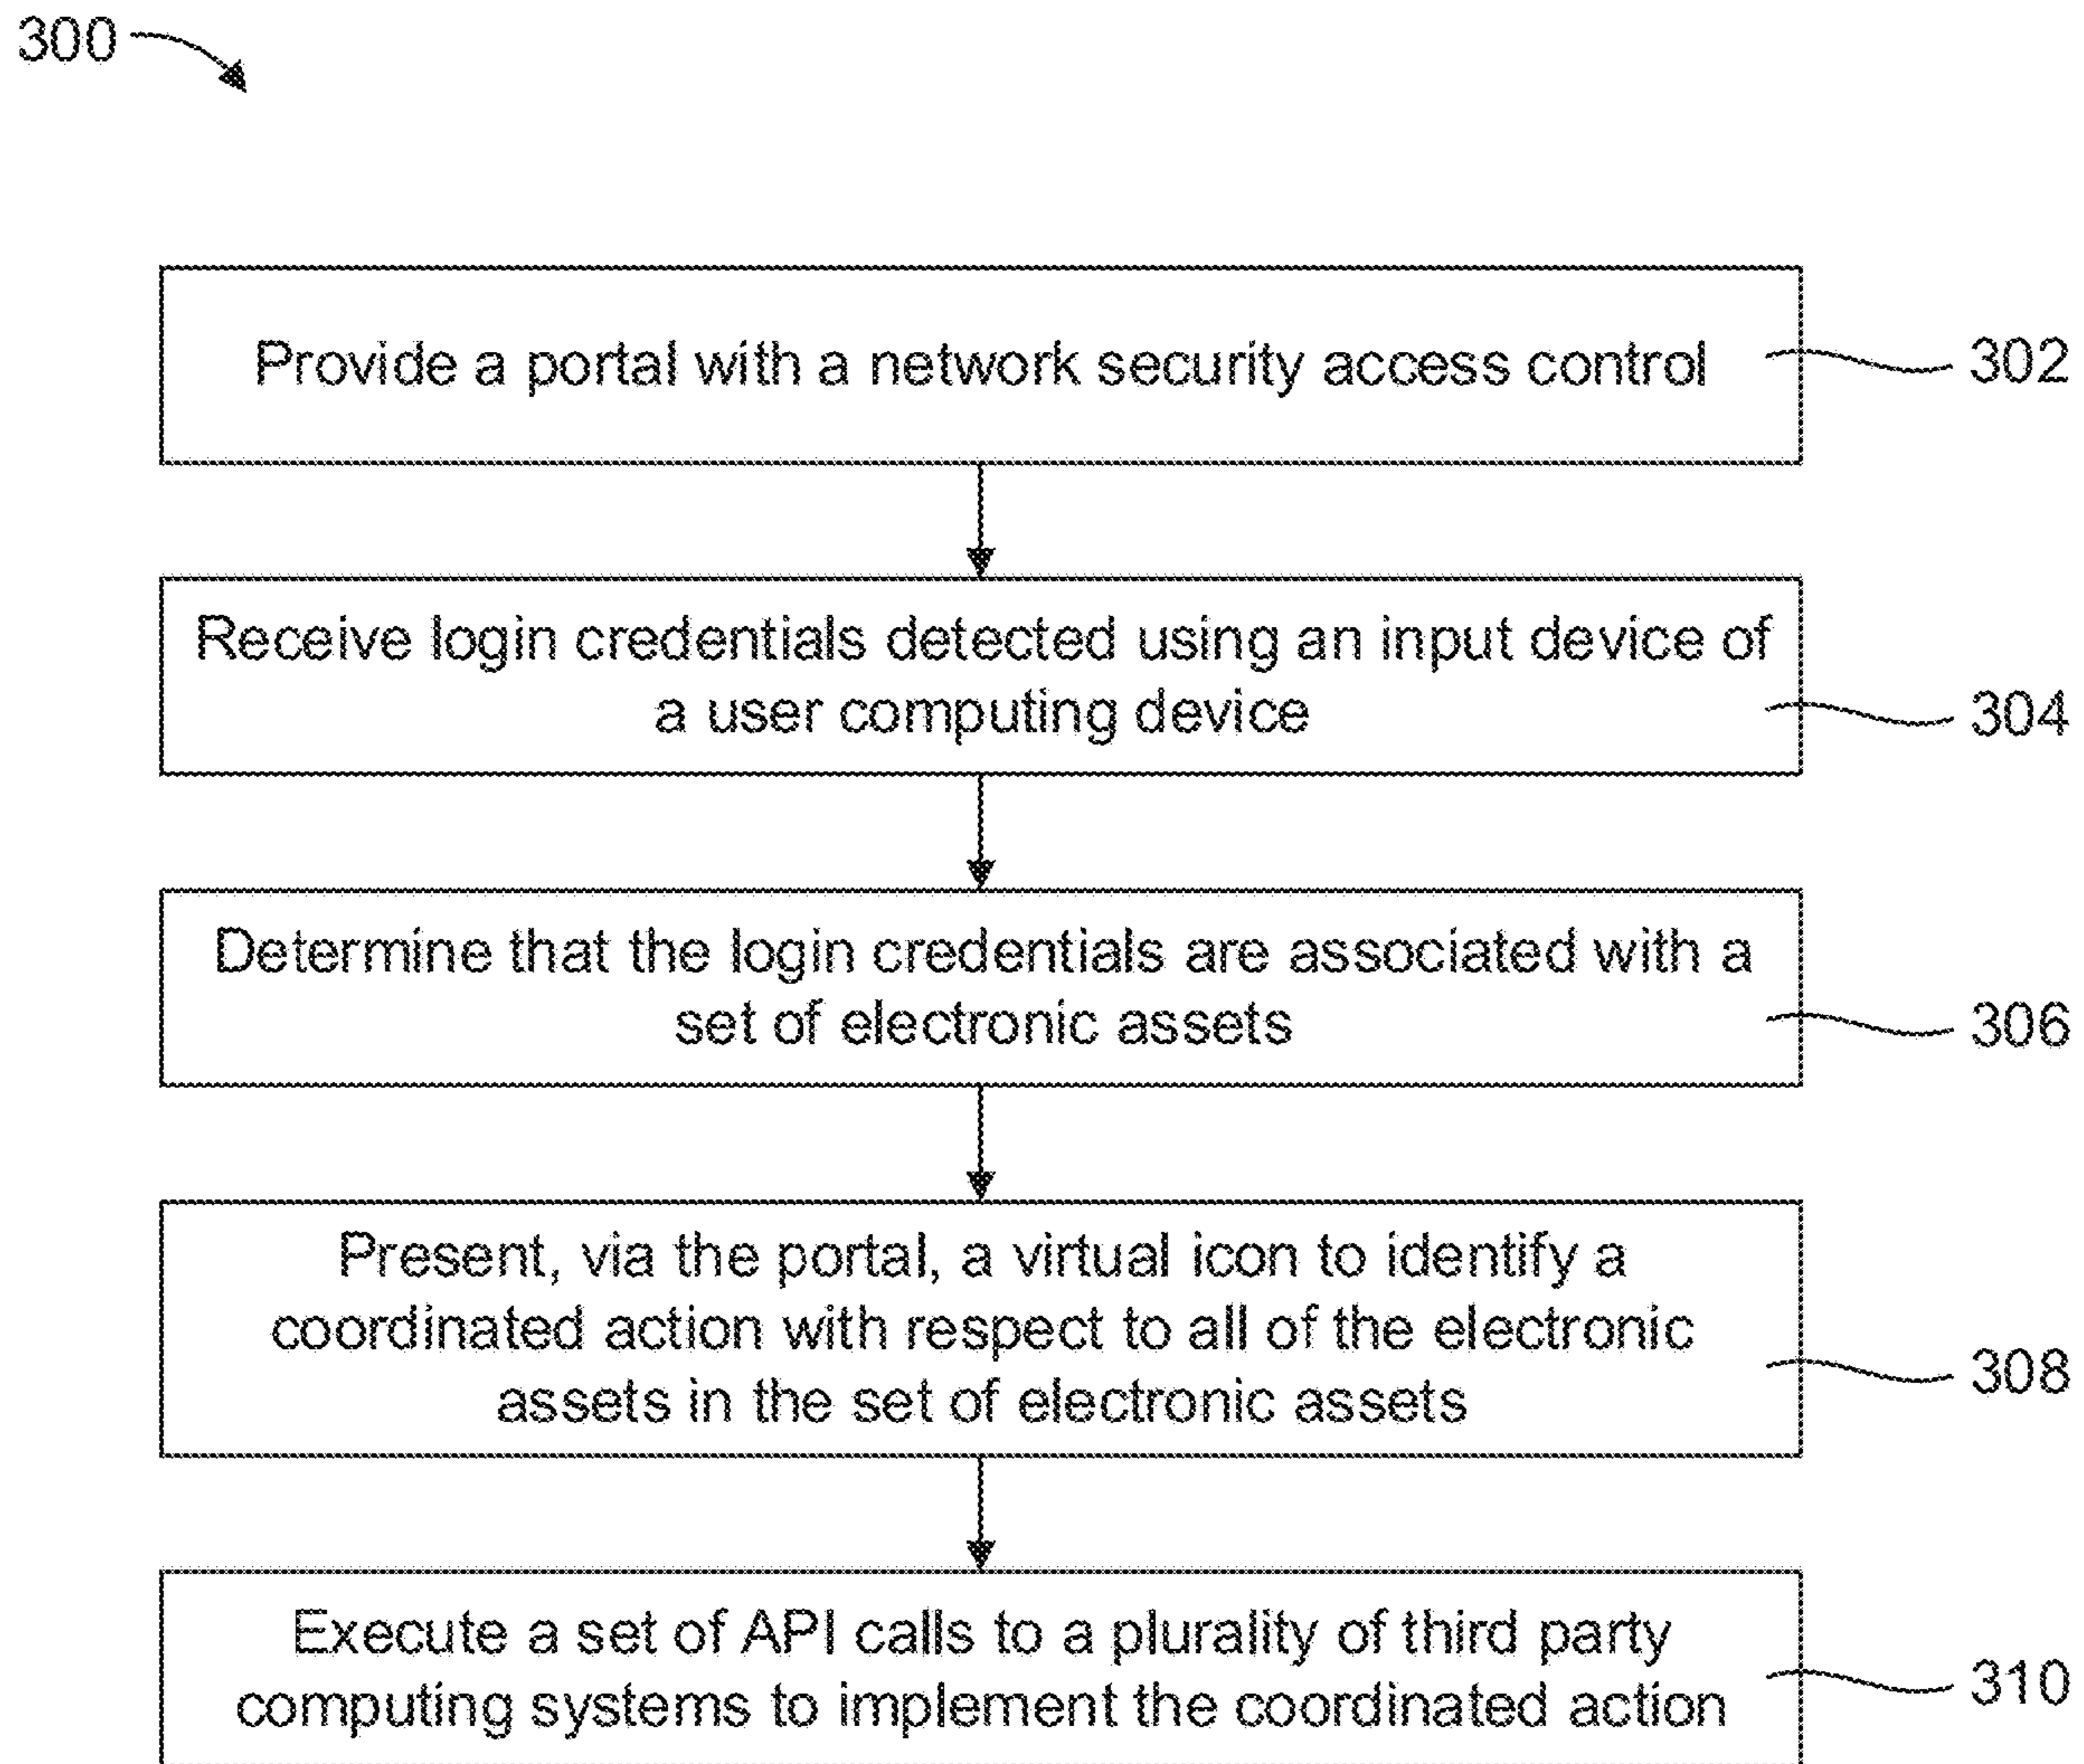 300
Provide a portal with a network security access control
302
Receive login credentials detected using an input device of
a user computing device
304
Determine that the login credentials are associated with a
set of electronic assets
306
Present, via the portal, a virtual icon to identify a
coordinated action with respect to all of the electronic
assets in the set of electronic assets
308
Execute a set of API calls to a plurality of third party
computing systems to implement the coordinated action
310